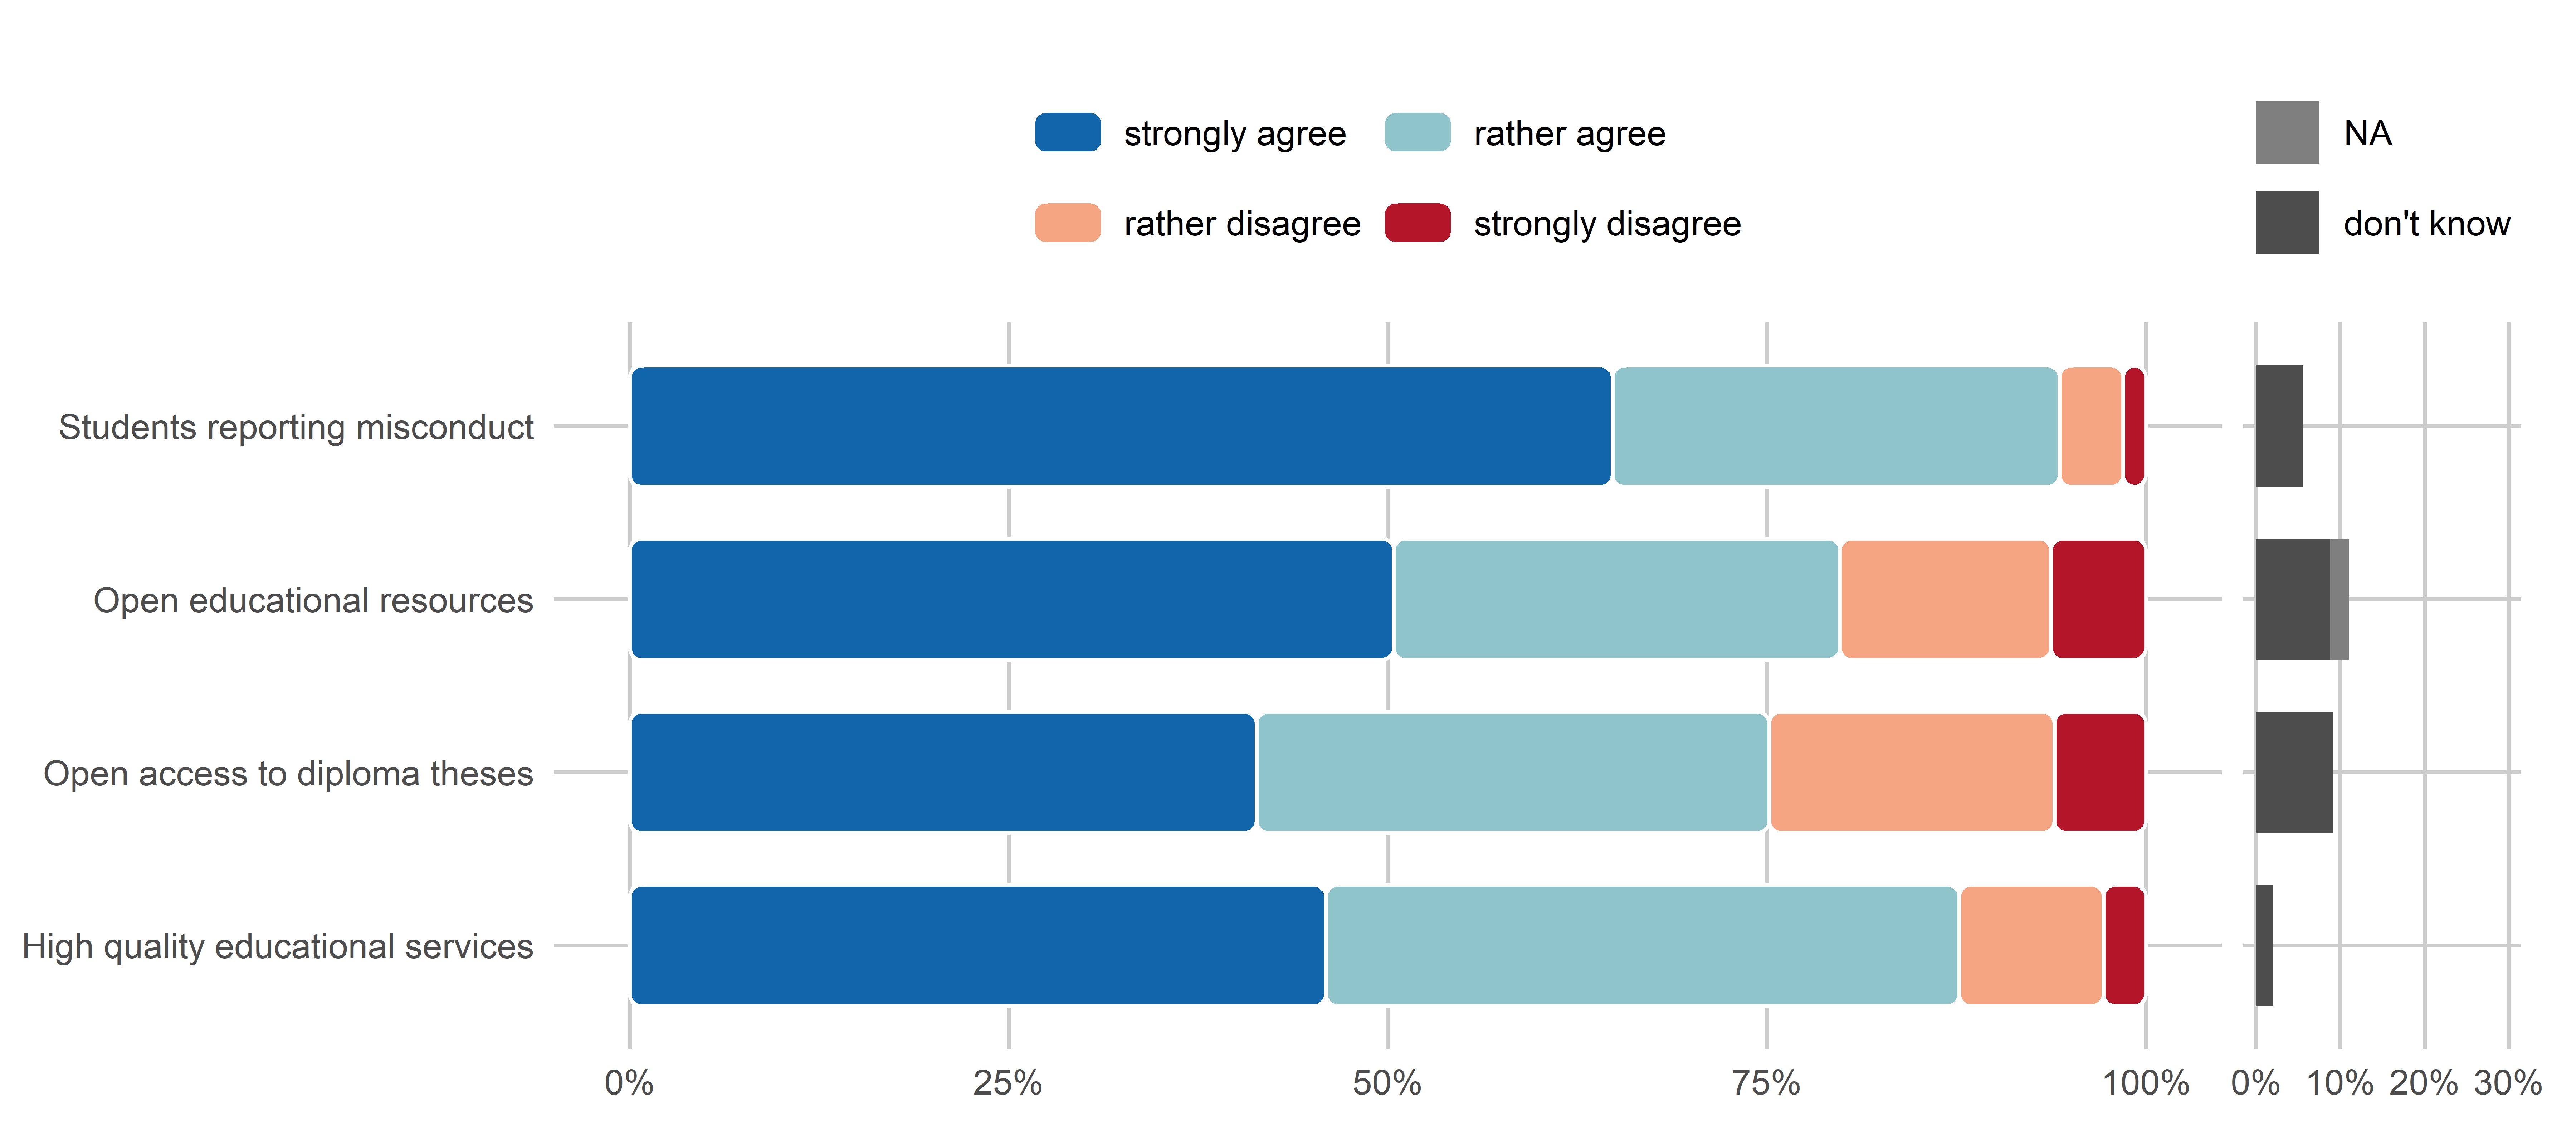 strongly agree
rather agree
NA
rather disagree
strongly disagree
don't know
Students reporting misconduct
Open educational resources
Open access to diploma theses
High quality educational services
0%
25%
50%
75%
100%
0%
10%
20%
30%